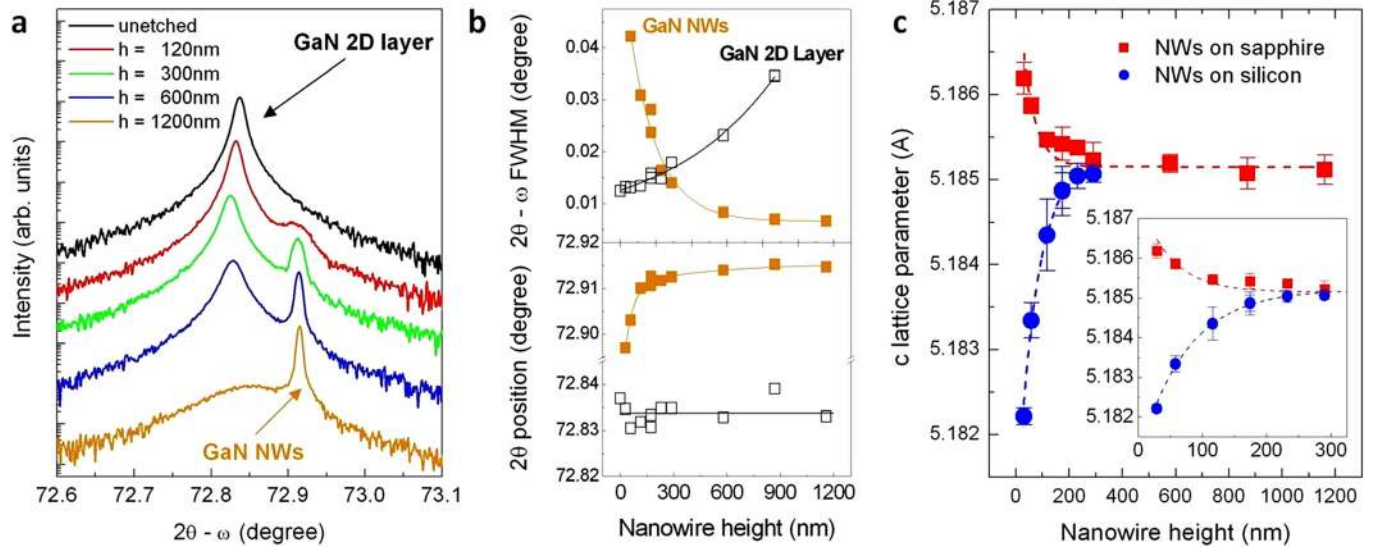 a
unetched
h = 120nm
h = 300nm
h = 600nm
h = 1200nm
GaN 2D layer
GaN NWs
Intensity (arb. units)
72.6 72.7 72.8 72.9 73.0 73.1
2θ - ω (degree)
b
GaN NWs
GaN 2D Layer
2θ - ω FWHM (degree)
0.04
0.03
0.02
0.01
72.92
72.91
72.90
72.84
72.83
72.82
2θ position (degree)
0 300 600 900 1200
Nanowire height (nm)
c
NWs on sapphire
NWs on silicon
c lattice parameter (A)
5.187
5.186
5.185
5.184
5.183
5.182
5.187
5.186
5.185
5.184
5.183
5.182
0 100 200 300
0 200 400 600 800 1000 1200
Nanowire height (nm)